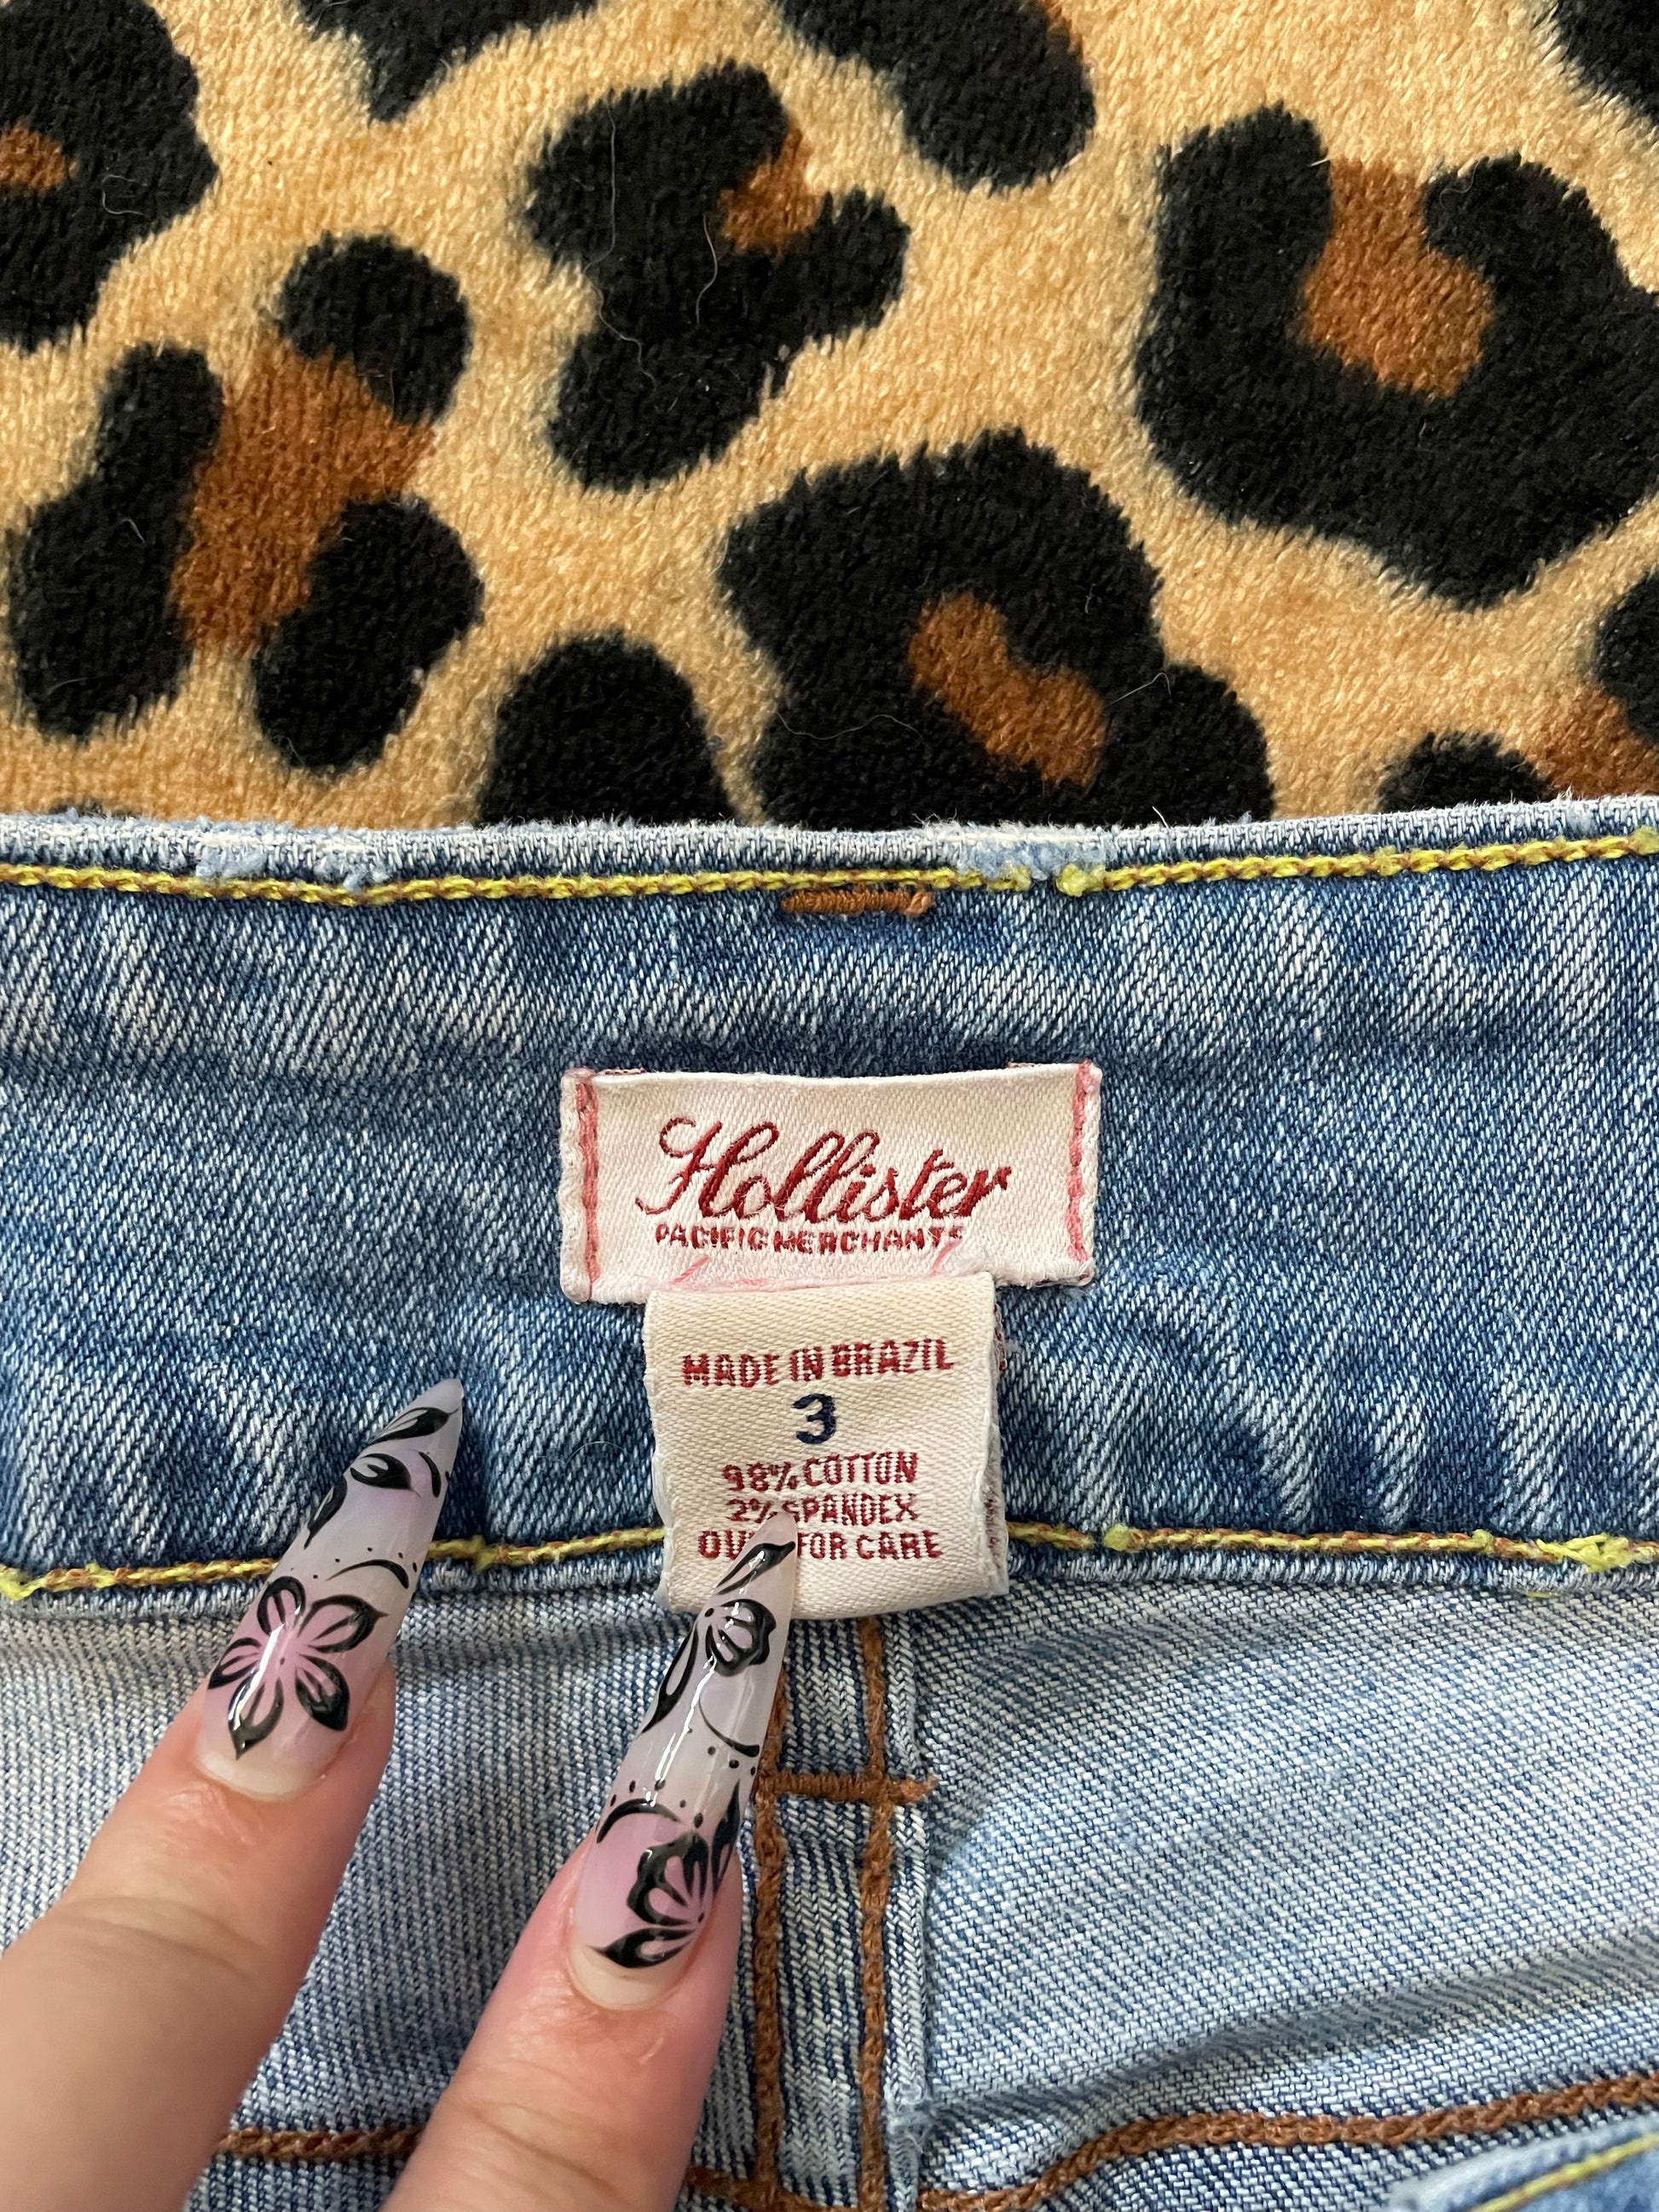 Hollister
PACIFIC MERCHANTS
MADE IN BRAZIL
3
98% COTTON
2% SPANDEX
FOR CARE